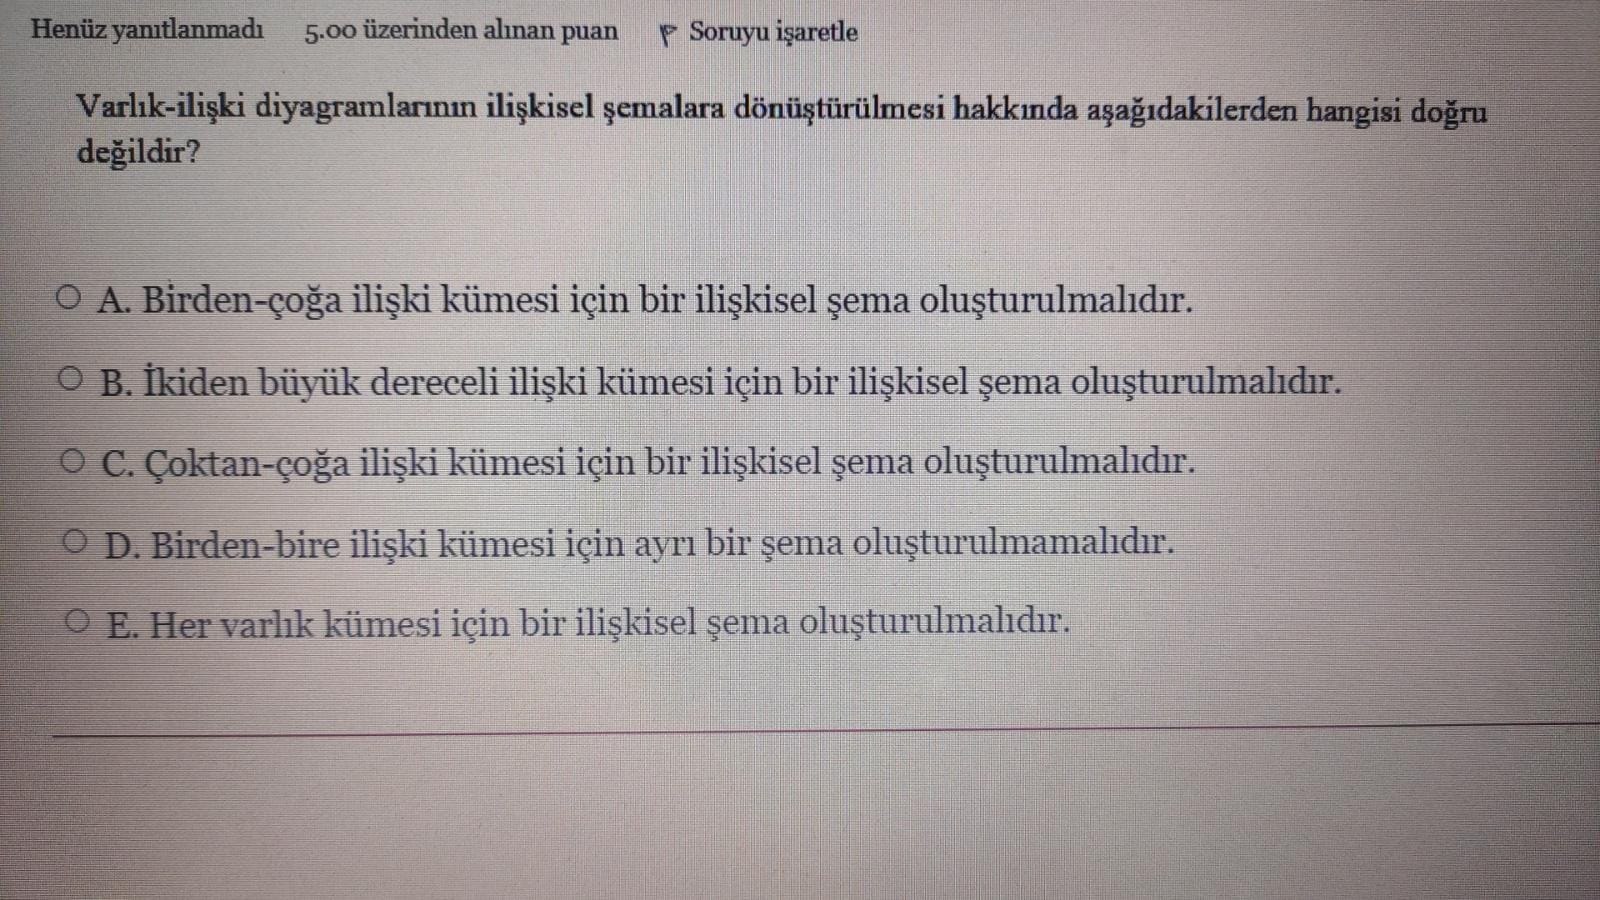 Henüz yanıtlanmadı 5.00 üzerinden alınan puan Soruyu işaretle
Varlık-ilişki diyagramlarının ilişkisel şemalara dönüştürülmesi hakkında aşağıdakilerden hangisi doğru
değildir?
A. Birden-çoğa ilişki kümesi için bir ilişkisel şema oluşturulmalıdır.
B. İkiden büyük dereceli ilişki kümesi için bir ilişkisel şema oluşturulmalıdır.
C. Çoktan-çoğa ilişki kümesi için bir ilişkisel şema oluşturulmalıdır.
D. Birden-bire ilişki kümesi için ayrı bir şema oluşturulmamalıdır.
E. Her varlık kümesi için bir ilişkisel şema oluşturulmalıdır.